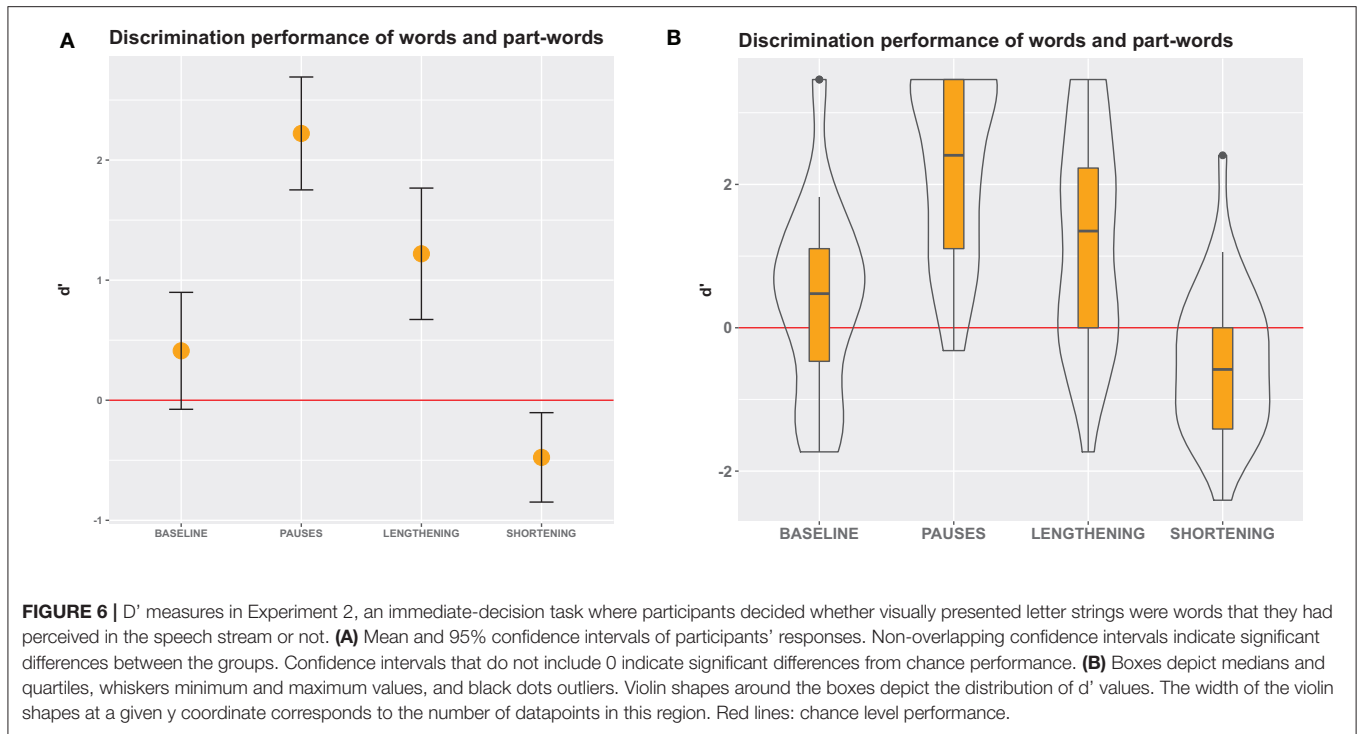 A Discrimination performance of words and part-words
2
1
0
-1
d'
BASELINE PAUSES LENGTHENING SHORTENING
B Discrimination performance of words and part-words
2
0
-2
d'
BASELINE PAUSES LENGTHENING SHORTENING
FIGURE 6 | D' measures in Experiment 2, an immediate-decision task where participants decided whether visually presented letter strings were words that they had
perceived in the speech stream or not. (A) Mean and 95% confidence intervals of participants' responses. Non-overlapping confidence intervals indicate significant
differences between the groups. Confidence intervals that do not include 0 indicate significant differences from chance performance. (B) Boxes depict medians and
quartiles, whiskers minimum and maximum values, and black dots outliers. Violin shapes around the boxes depict the distribution of d' values. The width of the violin
shapes at a given y coordinate corresponds to the number of datapoints in this region. Red lines: chance level performance.